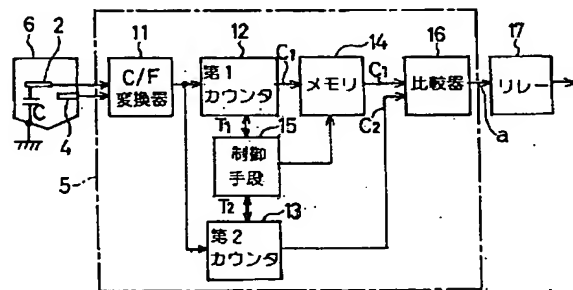 6
2
C
4
5
11
C/F
変換器
12
第1
カウンタ
C1
14
メモリ
C1
16
比較器
C2
a
17
リレー
T1
15
制御
手段
T2
13
第2
カウンタ